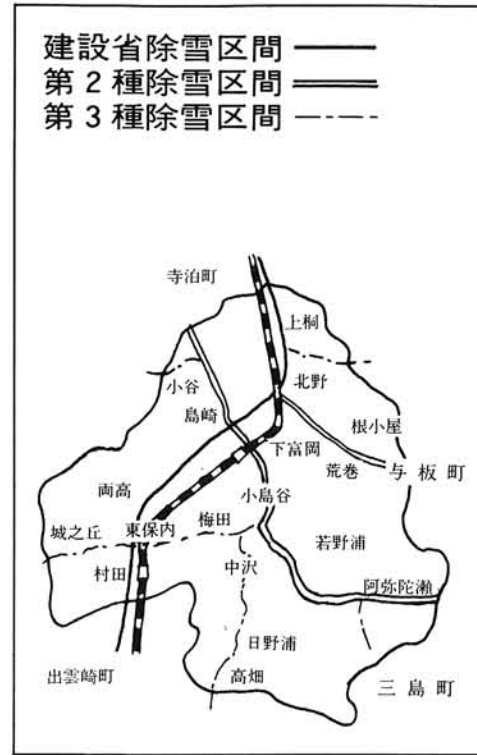 建設省除雪区間
第2種除雪区間
第3種除雪区間
寺泊町
上桐
小谷
北野
島崎
根小屋
下富岡
荒巻
与板町
両高
小島谷
城之丘
東保内
梅田
若野浦
村田
中沢
阿弥陀瀬
日野浦
出雲崎町
高畑
三島町